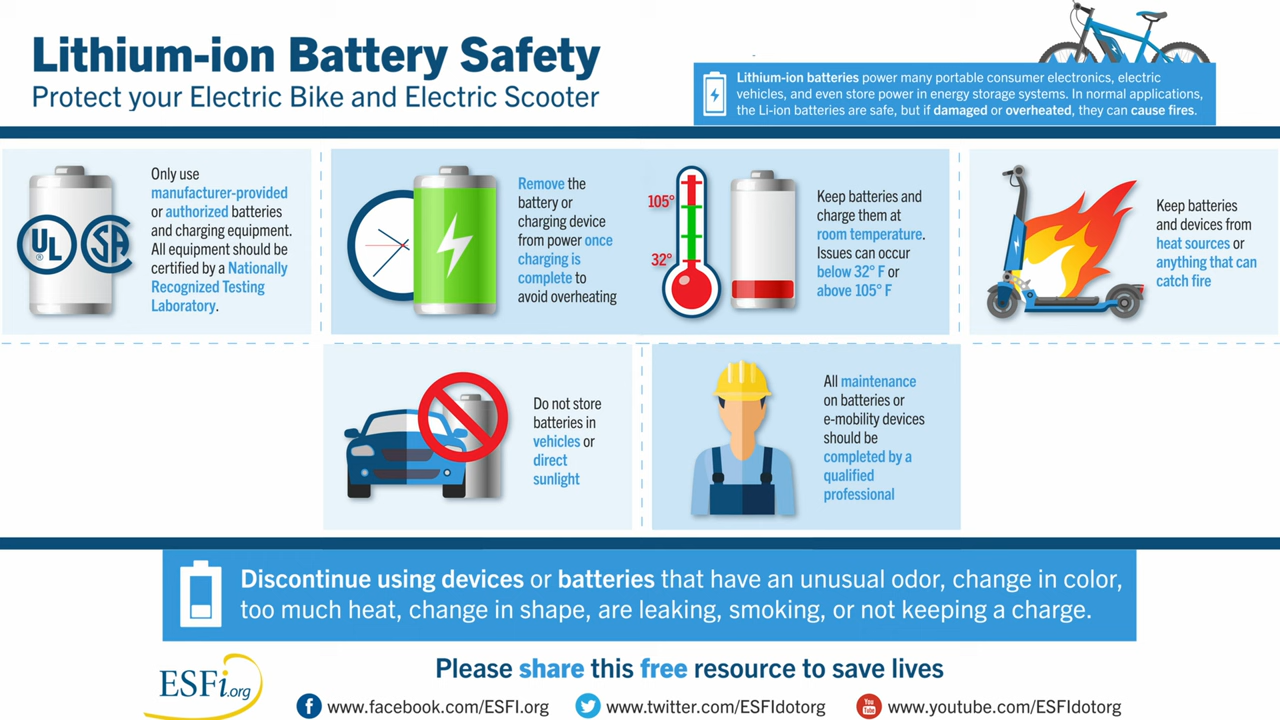 Lithium-ion Battery Safety
Protect your Electric Bike and Electric Scooter
Lithium-ion batteries power many portable consumer electronics, electric
vehicles, and even store power in energy storage systems. In normal applications,
the Li-ion batteries are safe, but if damaged or overheated, they can cause fires.
UL
®
SA
Only use
manufacturer-provided
or authorized batteries
and charging equipment.
All equipment should be
certified by a Nationally
Recognized Testing
Laboratory.
Remove the
battery or
charging device
from power once
charging is
complete to
avoid overheating
105°
32°
Keep batteries and
charge them at
room temperature.
Issues can occur
below 32° F or
above 105° F
Keep batteries
and devices from
heat sources or
anything that can
catch fire
Do not store
batteries in
vehicles or
direct
sunlight
All maintenance
on batteries or
e-mobility devices
should be
completed by a
qualified
professional
Discontinue using devices or batteries that have an unusual odor, change in color,
too much heat, change in shape, are leaking, smoking, or not keeping a charge.
ESFi.org
Please share this free resource to save lives
www.facebook.com/ESFI.org
www.twitter.com/ESFIdotorg
You
Tube
www.youtube.com/ESFIdotorg